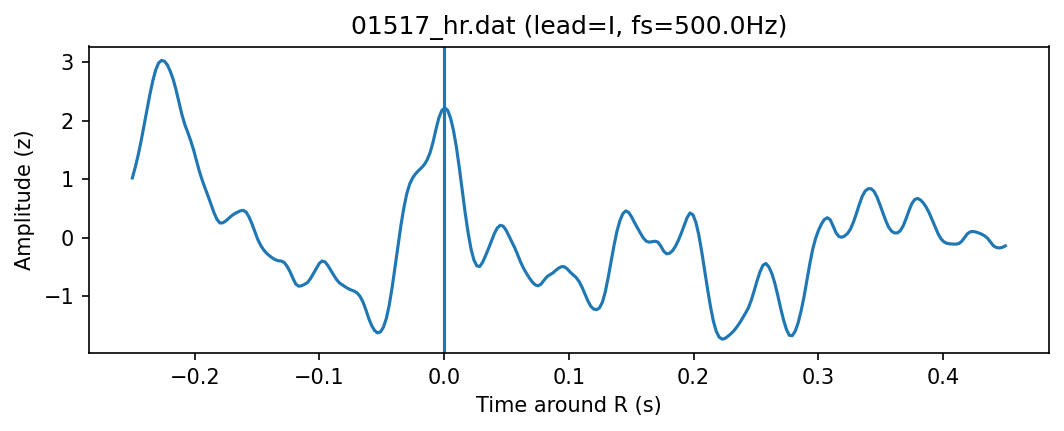 01517_hr.dat (lead=I, fs=500.0Hz)
Amplitude (z)
3
2
1
0
−1
−0.2 −0.1 0.0 0.1 0.2 0.3 0.4
Time around R (s)